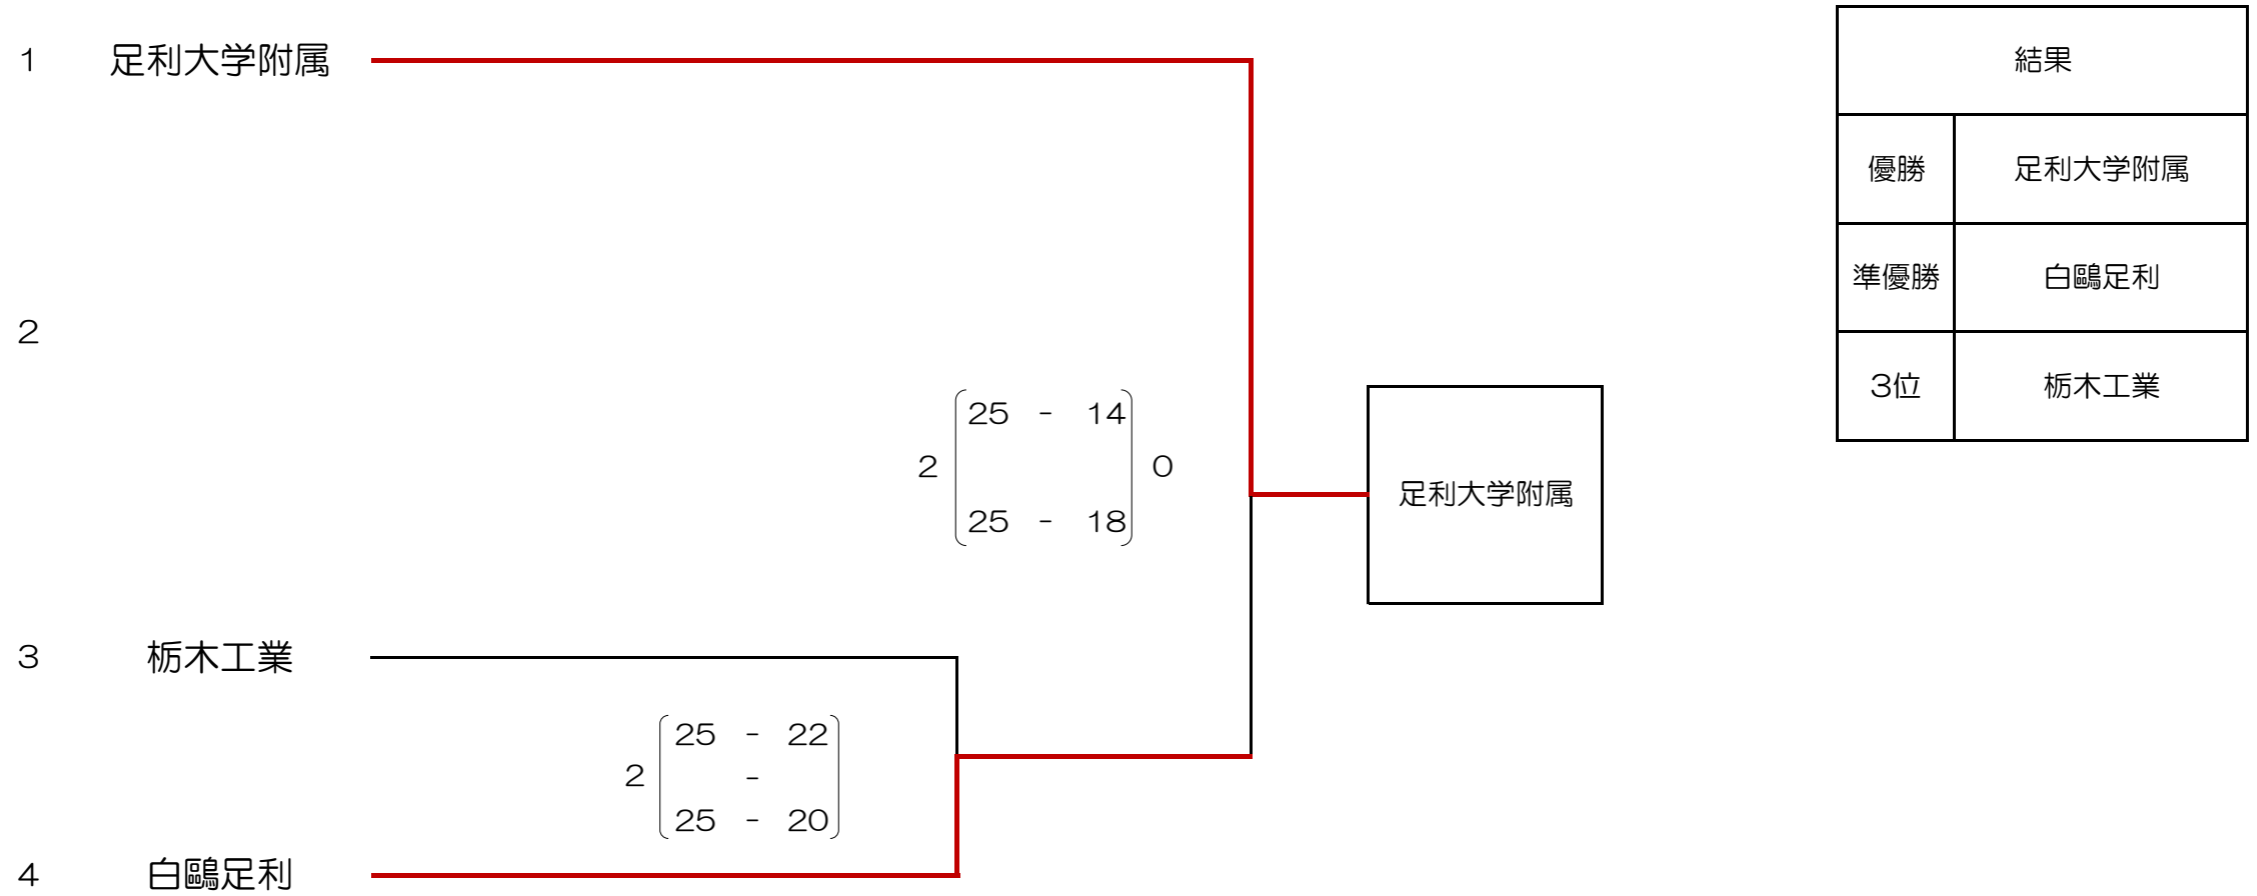 1 足利大学附属
2
25 - 14
2 0
25 - 18
足利大学附属
3 栃木工業
25 - 22
2 -
25 - 20
4 白鷗足利
結果
優勝 足利大学附属
準優勝 白鷗足利
3位 栃木工業